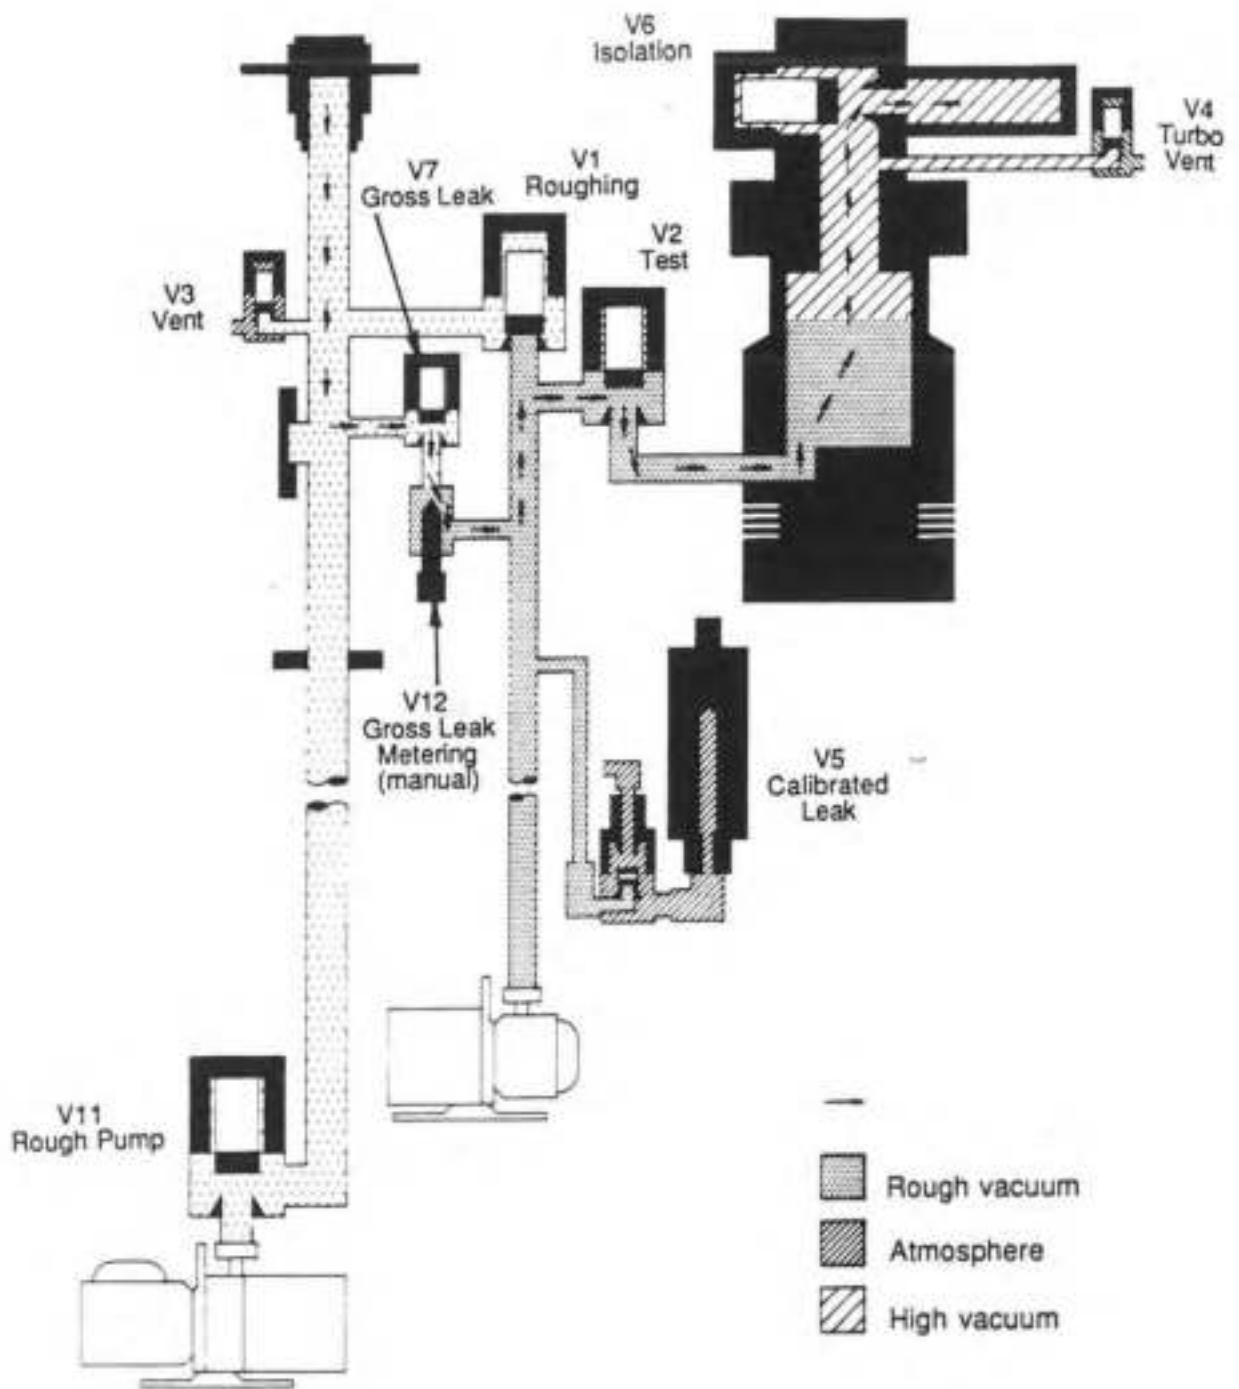 V6
Isolation
V4
Turbo
Vent
V7
Gross Leak
V1
Roughing
V2
Test
V3
Vent
V12
Gross Leak
Metering
(manual)
V5
Calibrated
Leak
V11
Rough Pump
Rough vacuum
Atmosphere
High vacuum